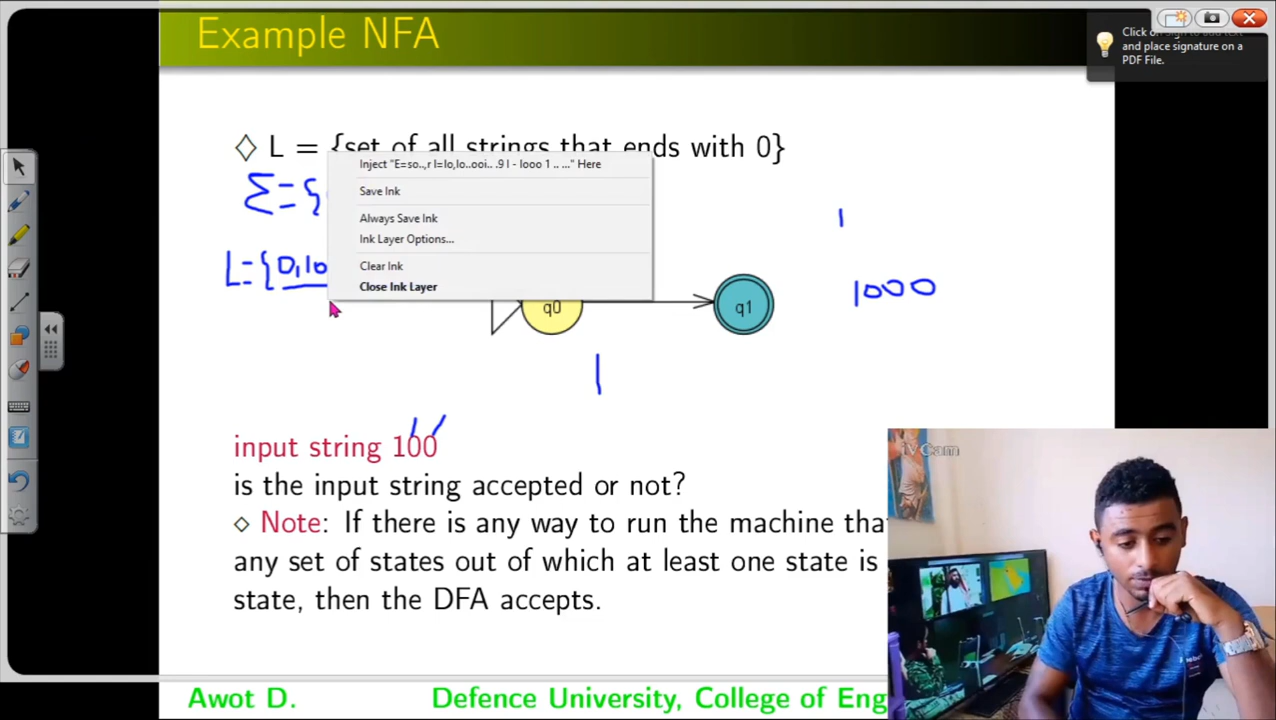 Example NFA
Click on Sign to add text
and place signature on a
PDF File.
◇ L = {set of all strings that ends with 0}
Σ = {
Inject "E=so..,r l=lo,lo..ooi.. .9 l - looo 1 .. ..." Here
Save Ink
Always Save Ink
Ink Layer Options...
Clear Ink
Close Ink Layer
L = {0,10
1
1000
q0
q1
1
input string 100
is the input string accepted or not?
⋄ Note: If there is any way to run the machine that
any set of states out of which at least one state is
state, then the DFA accepts.
iVCam
Awot D.
Defence University, College of Eng